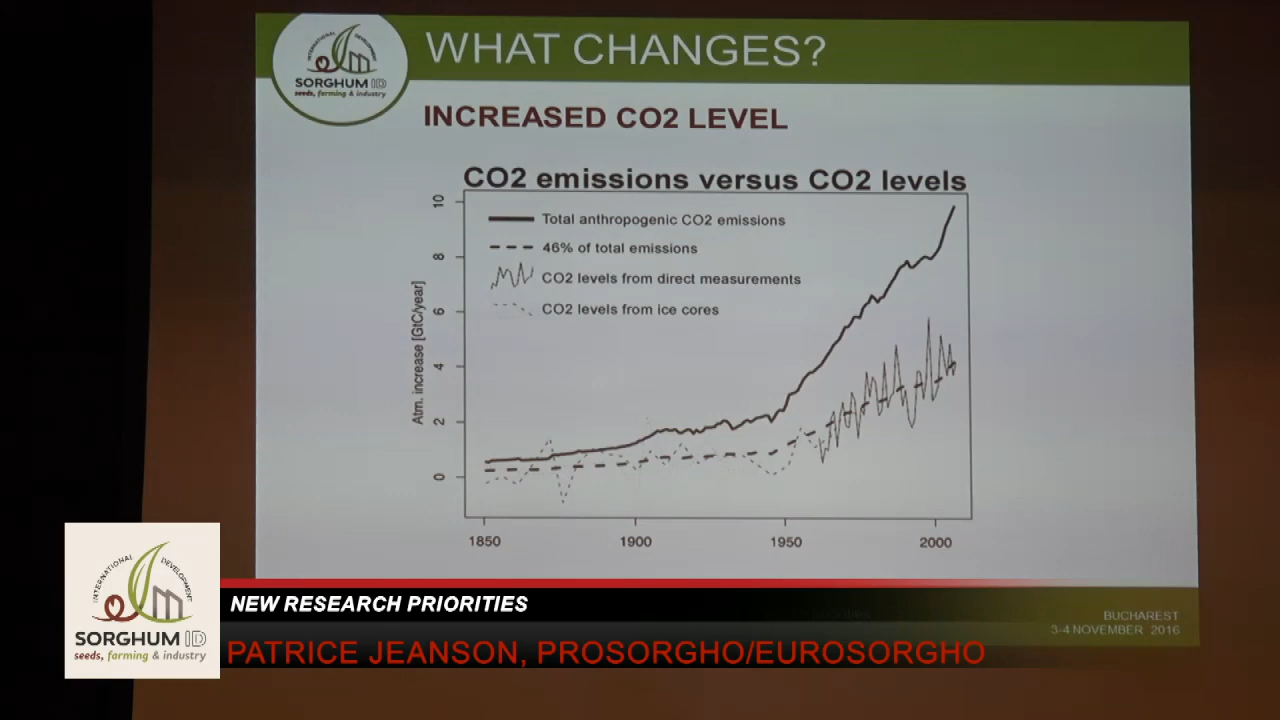 INTERNATIONAL DEVELOPMENT
SORGHUM ID
seeds, farming & industry
WHAT CHANGES?
INCREASED CO2 LEVEL
CO2 emissions versus CO2 levels
Total anthropogenic CO2 emissions
46% of total emissions
CO2 levels from direct measurements
CO2 levels from ice cores
Atm. increase [GtC/year]
10
8
6
4
2
0
1850 1900 1950 2000
BUCHAREST
3-4 NOVEMBER 2016
INTERNATIONAL DEVELOPMENT
SORGHUM ID
seeds, farming & industry
NEW RESEARCH PRIORITIES
PATRICE JEANSON, PROSORGHO/EUROSORGHO